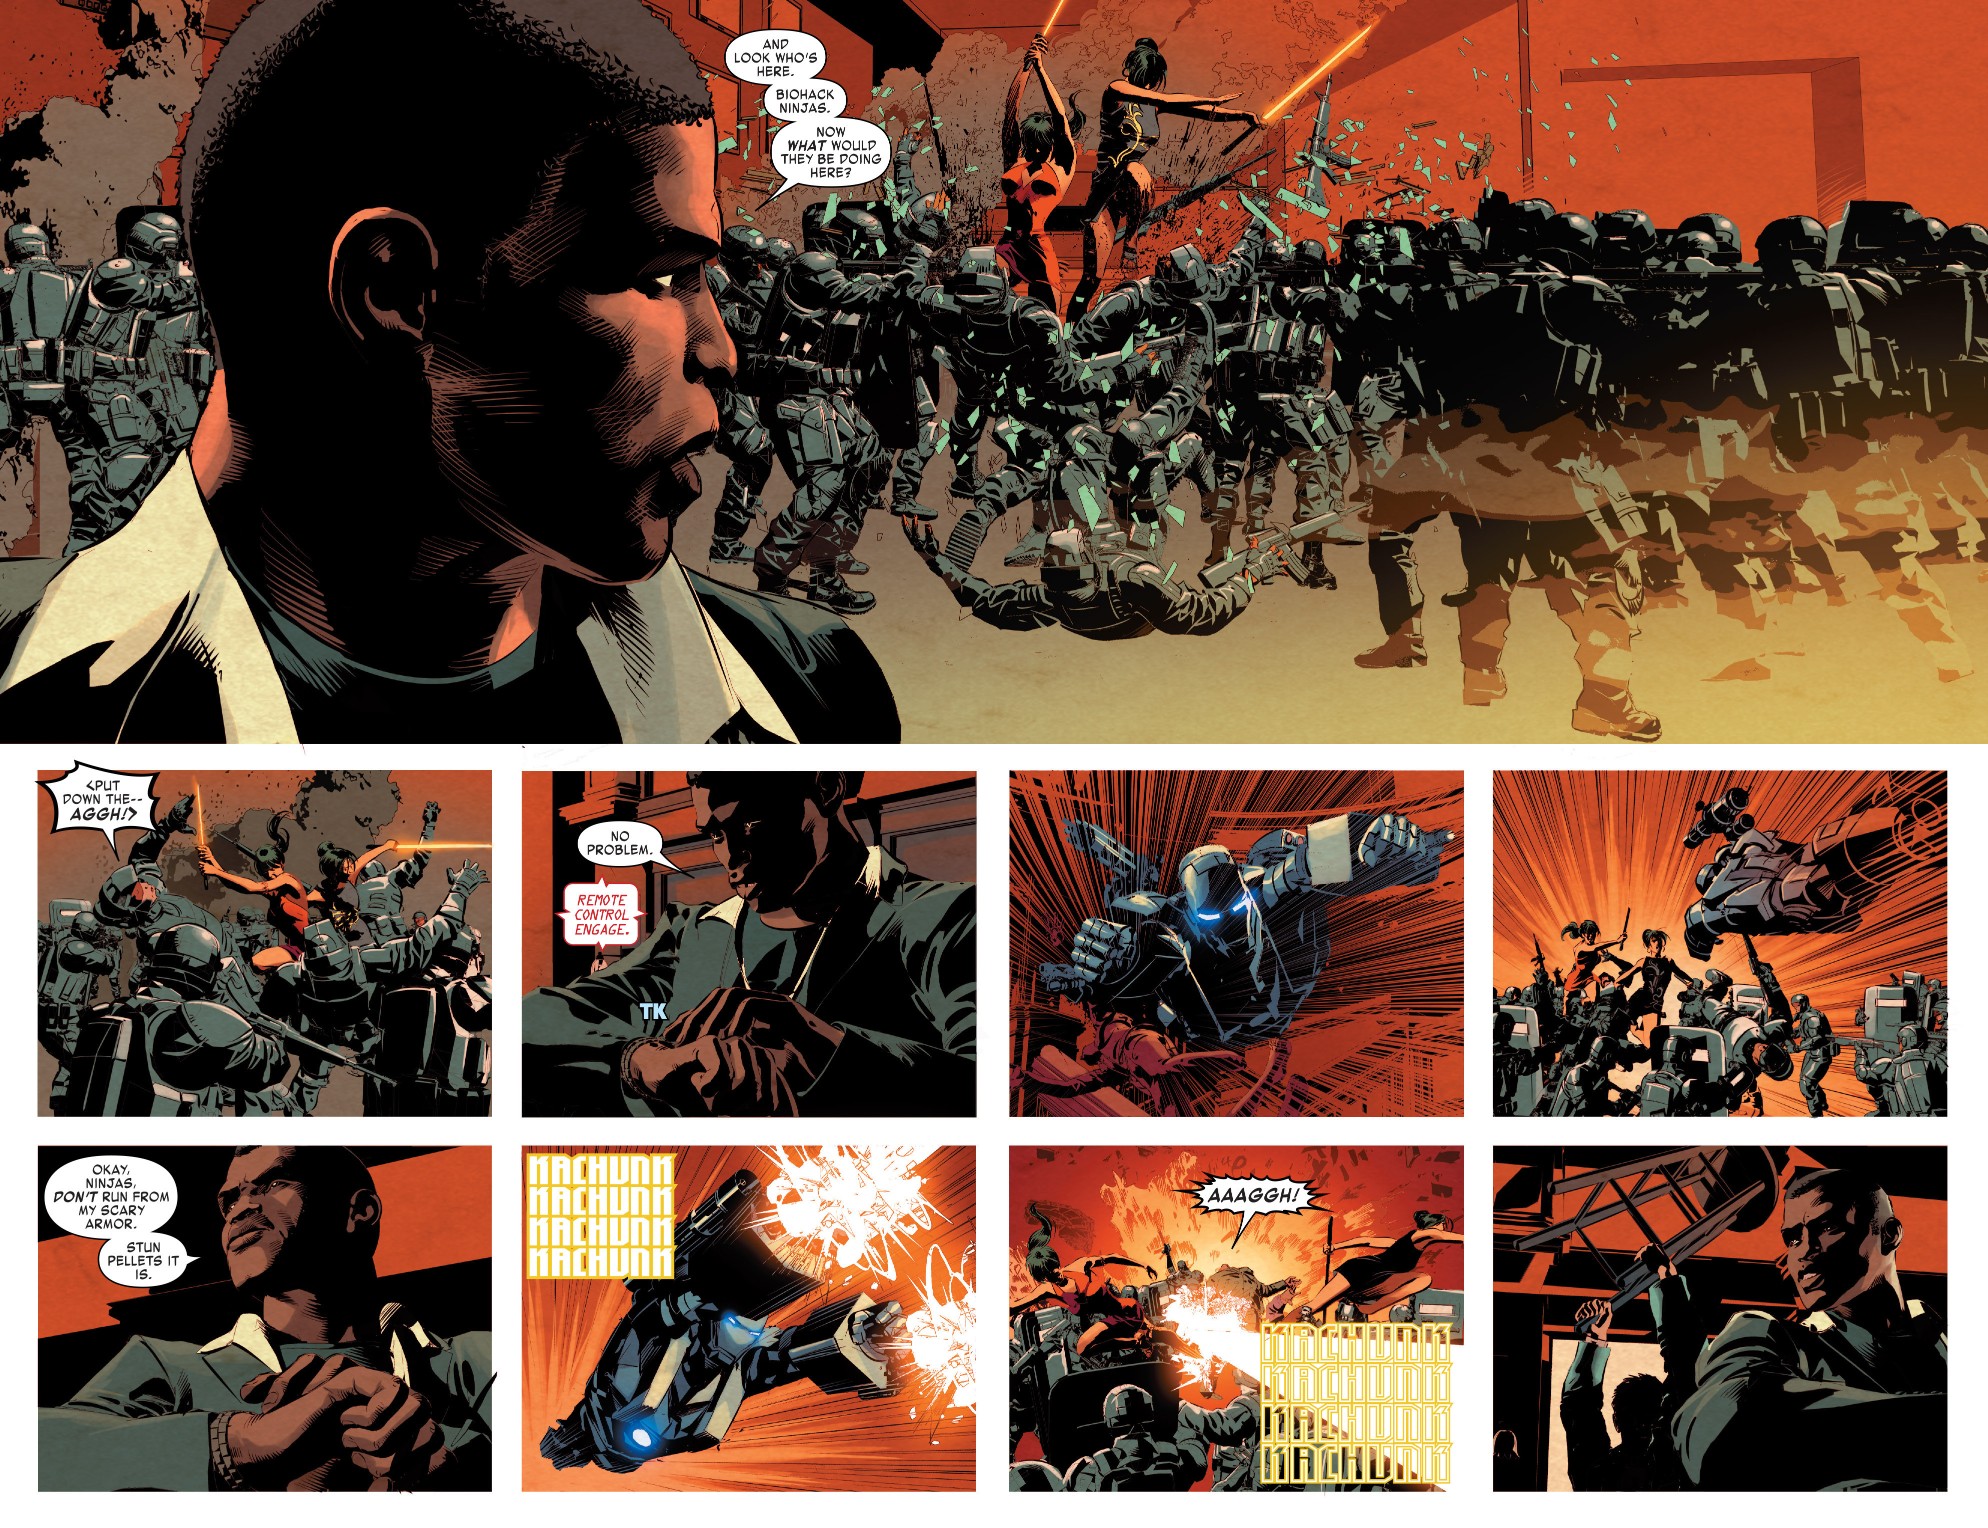 AND
LOOK WHO'S
HERE.
BIOHACK
NINJAS.
NOW
WHAT WOULD
THEY BE DOING
HERE?
<PUT
DOWN THE--
AGGH!>
NO
PROBLEM.
REMOTE
CONTROL
ENGAGE.
TK
OKAY,
NINJAS,
DON'T RUN FROM
MY SCARY
ARMOR.
STUN
PELLETS IT
IS.
KACHUNK
KACHUNK
KACHUNK
KACHUNK
AAAGGH!
KACHUNK
KACHUNK
KACHUNK
KACHUNK